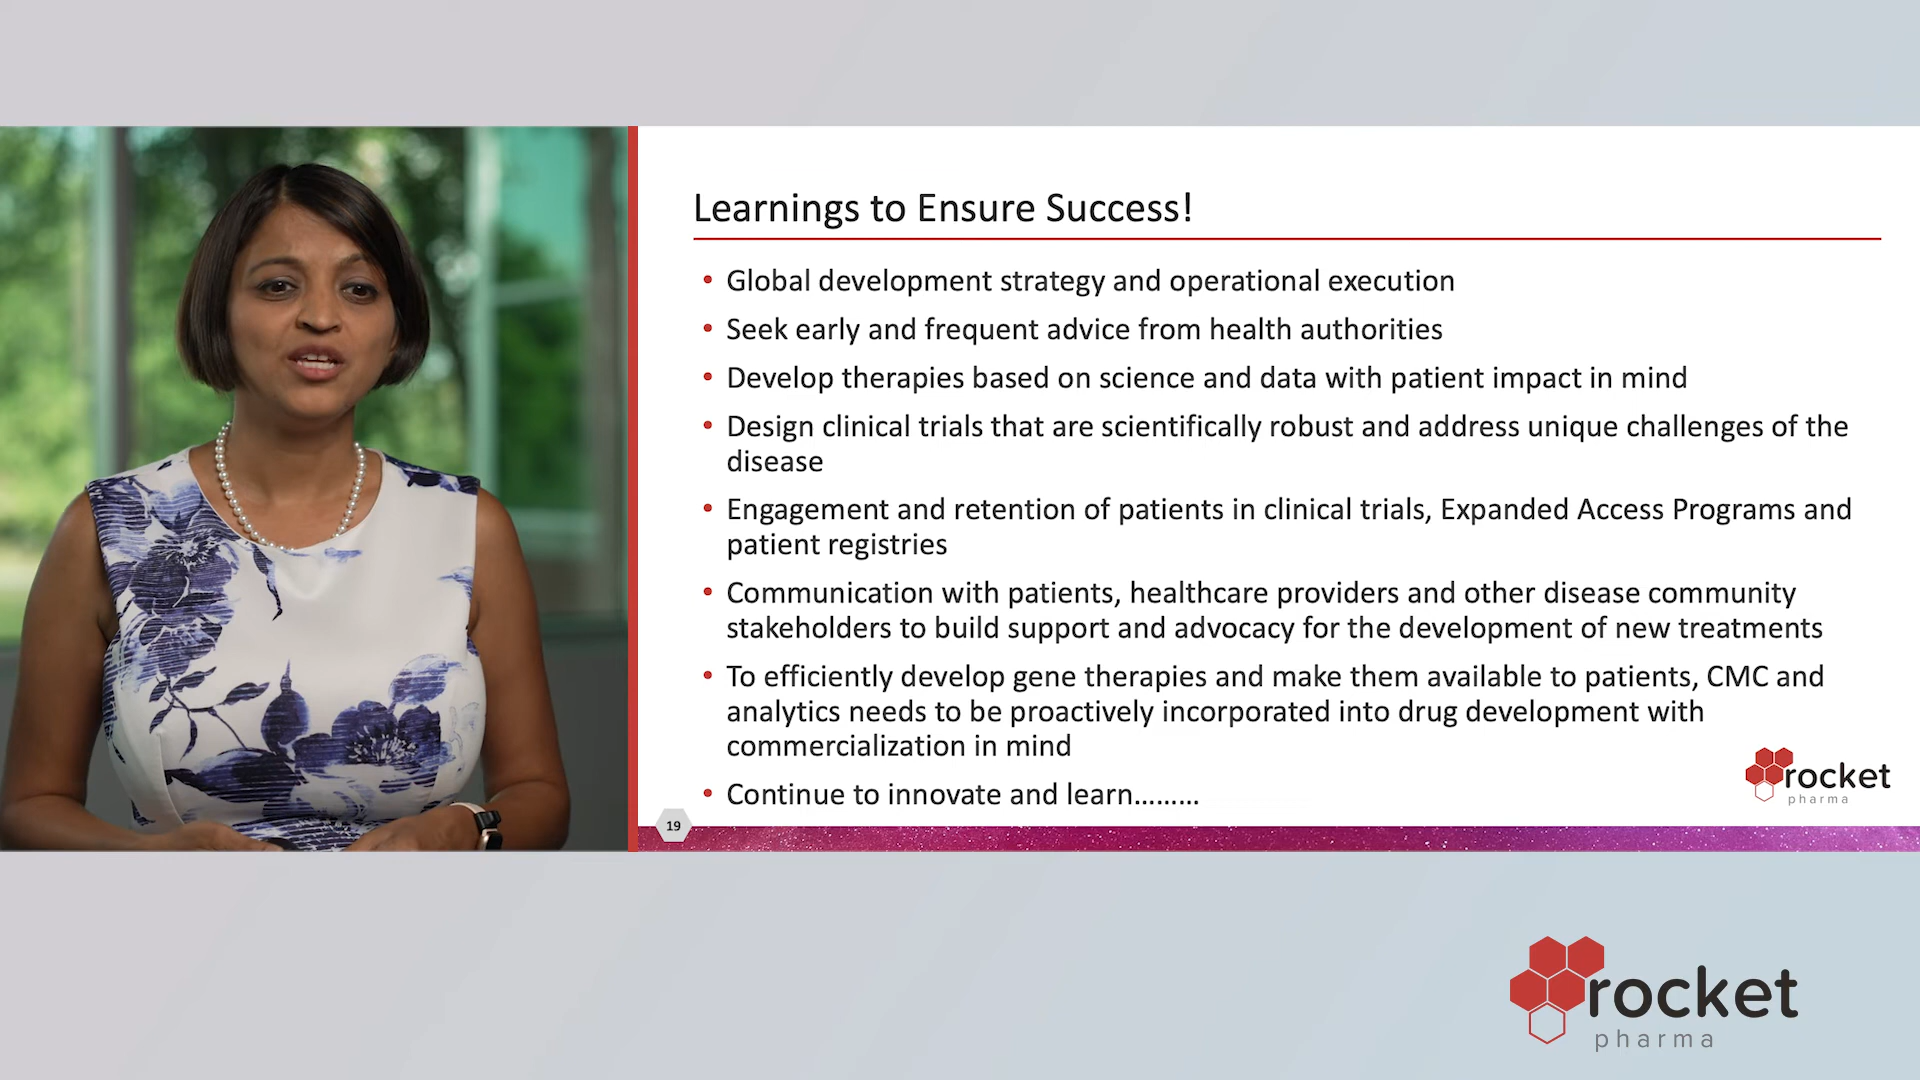 Learnings to Ensure Success!
• Global development strategy and operational execution
• Seek early and frequent advice from health authorities
• Develop therapies based on science and data with patient impact in mind
• Design clinical trials that are scientifically robust and address unique challenges of the
disease
• Engagement and retention of patients in clinical trials, Expanded Access Programs and
patient registries
• Communication with patients, healthcare providers and other disease community
stakeholders to build support and advocacy for the development of new treatments
• To efficiently develop gene therapies and make them available to patients, CMC and
analytics needs to be proactively incorporated into drug development with
commercialization in mind
• Continue to innovate and learn.........
rocket
pharma
19
rocket
pharma